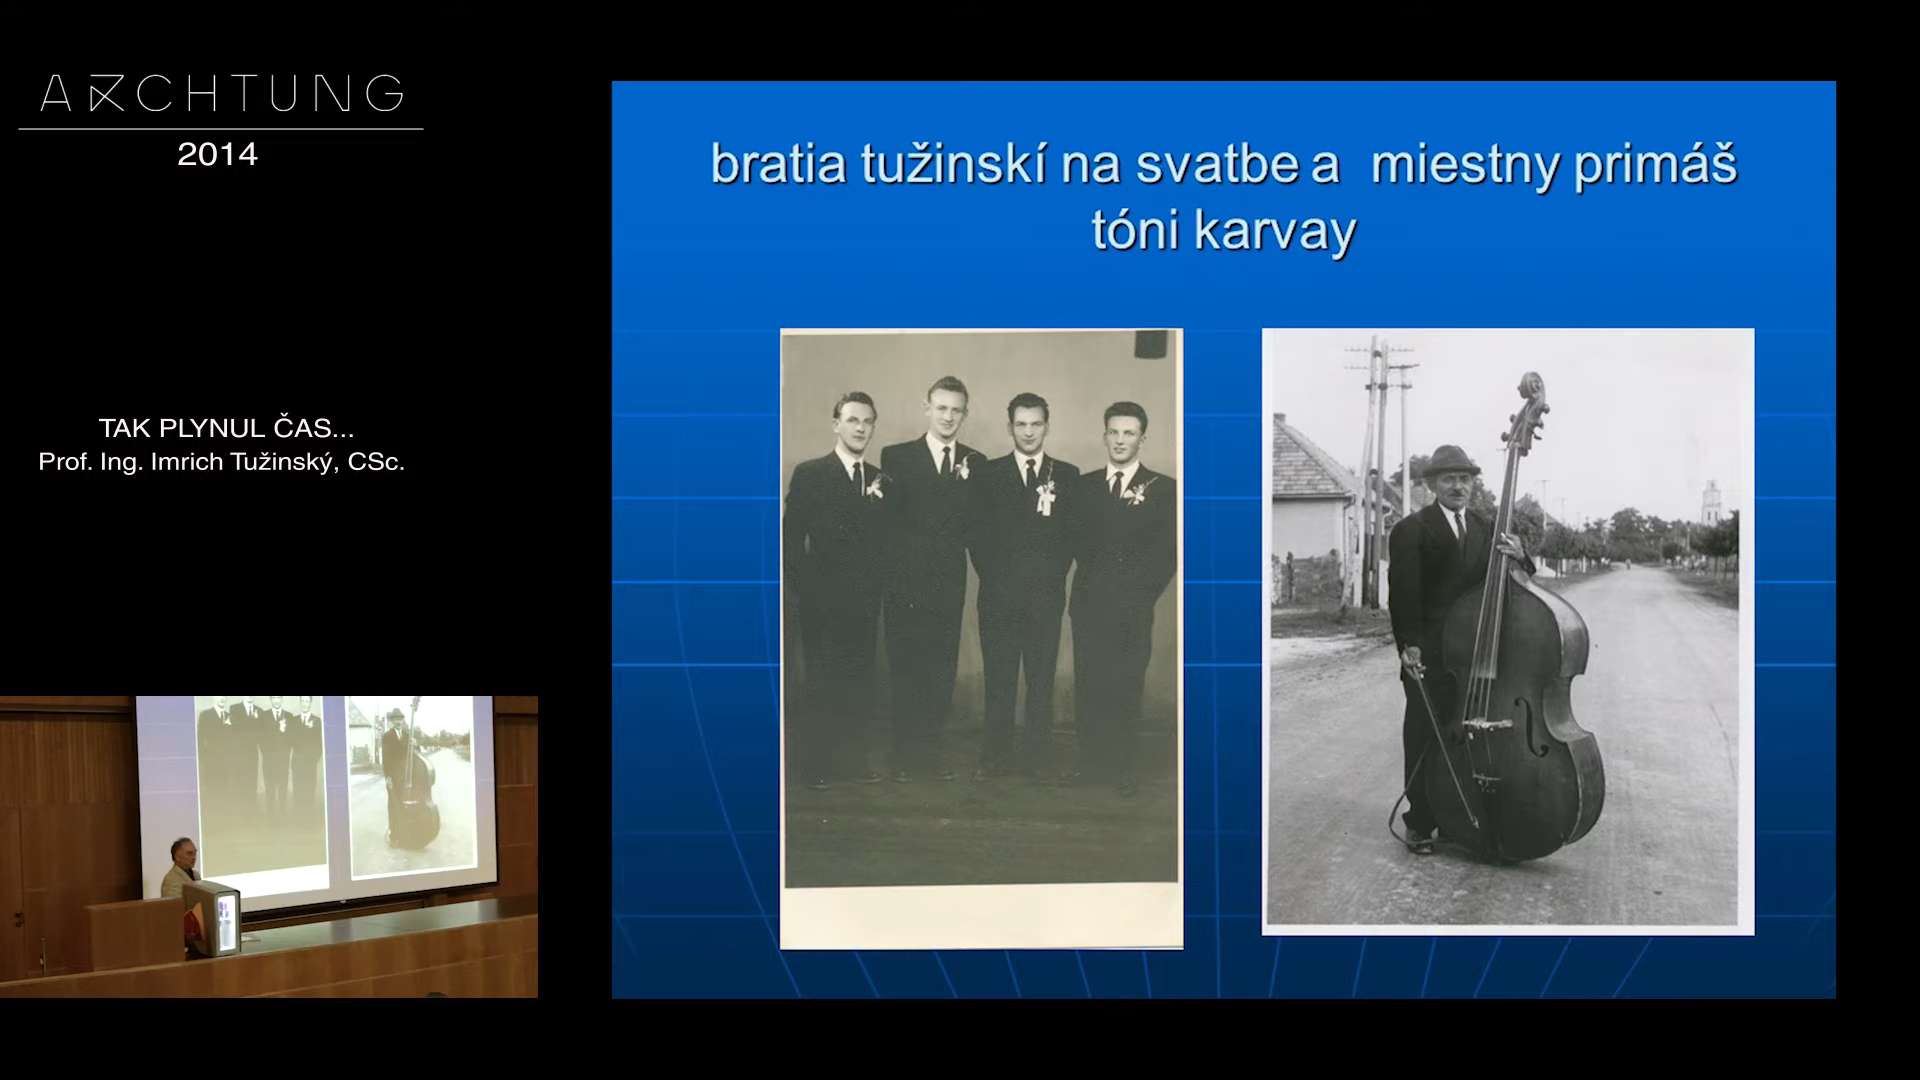 ARCHTUNG
2014
TAK PLYNUL ČAS...
Prof. Ing. Imrich Tužinský, CSc.
bratia tužinskí na svatbe a miestny primáš
tóni karvay